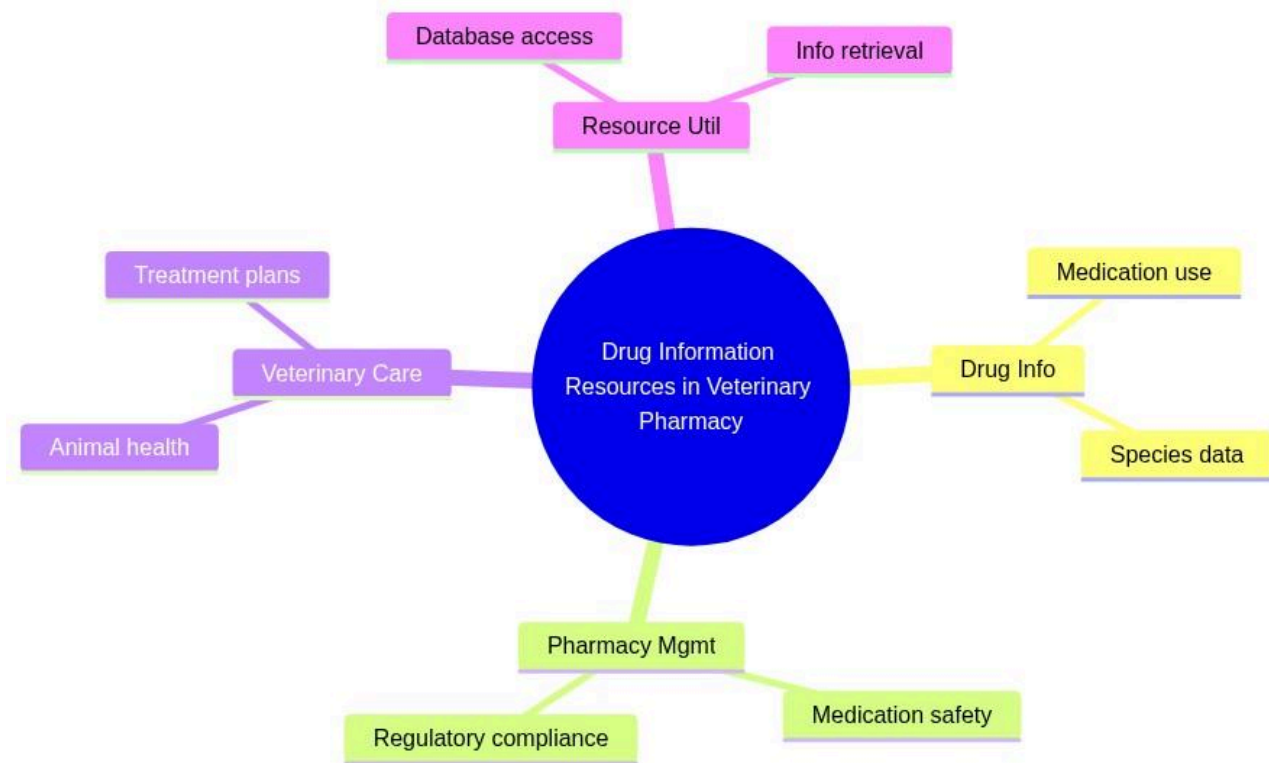 Database access
Info retrieval
Resource Util
Treatment plans
Veterinary Care
Animal health
Drug Information
Resources in Veterinary
Pharmacy
Medication use
Drug Info
Species data
Pharmacy Mgmt
Regulatory compliance
Medication safety